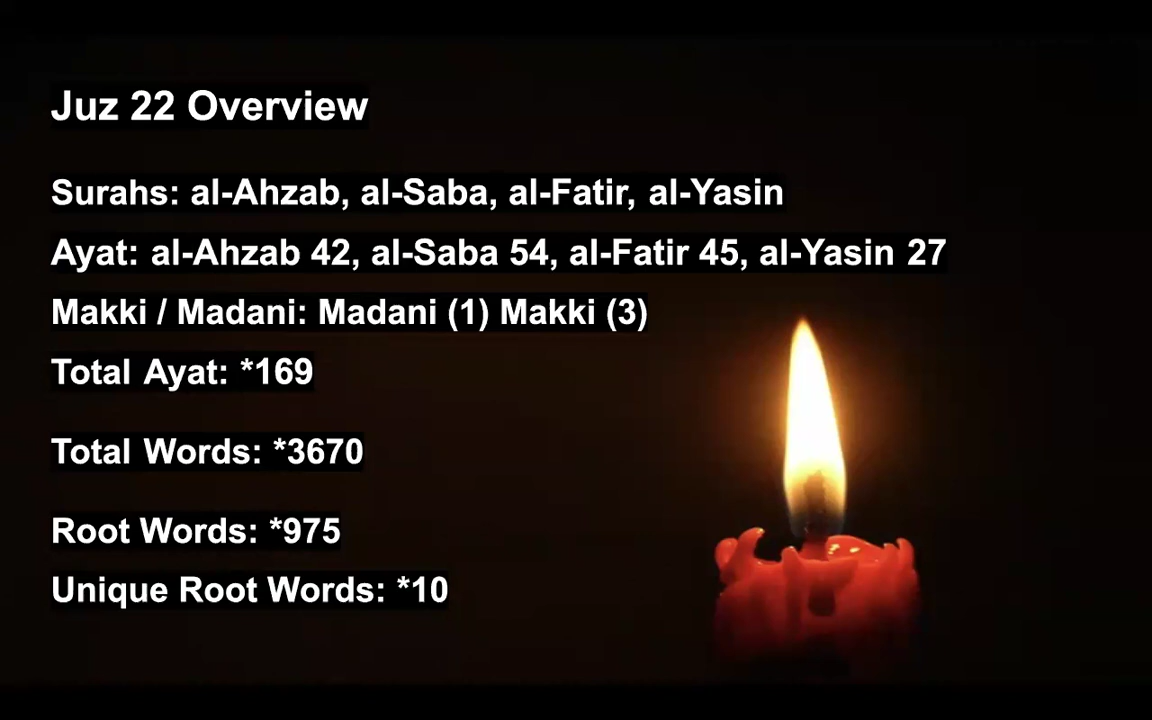 Juz 22 Overview
Surahs: al-Ahzab, al-Saba, al-Fatir, al-Yasin
Ayat: al-Ahzab 42, al-Saba 54, al-Fatir 45, al-Yasin 27
Makki / Madani: Madani (1) Makki (3)
Total Ayat: *169
Total Words: *3670
Root Words: *975
Unique Root Words: *10